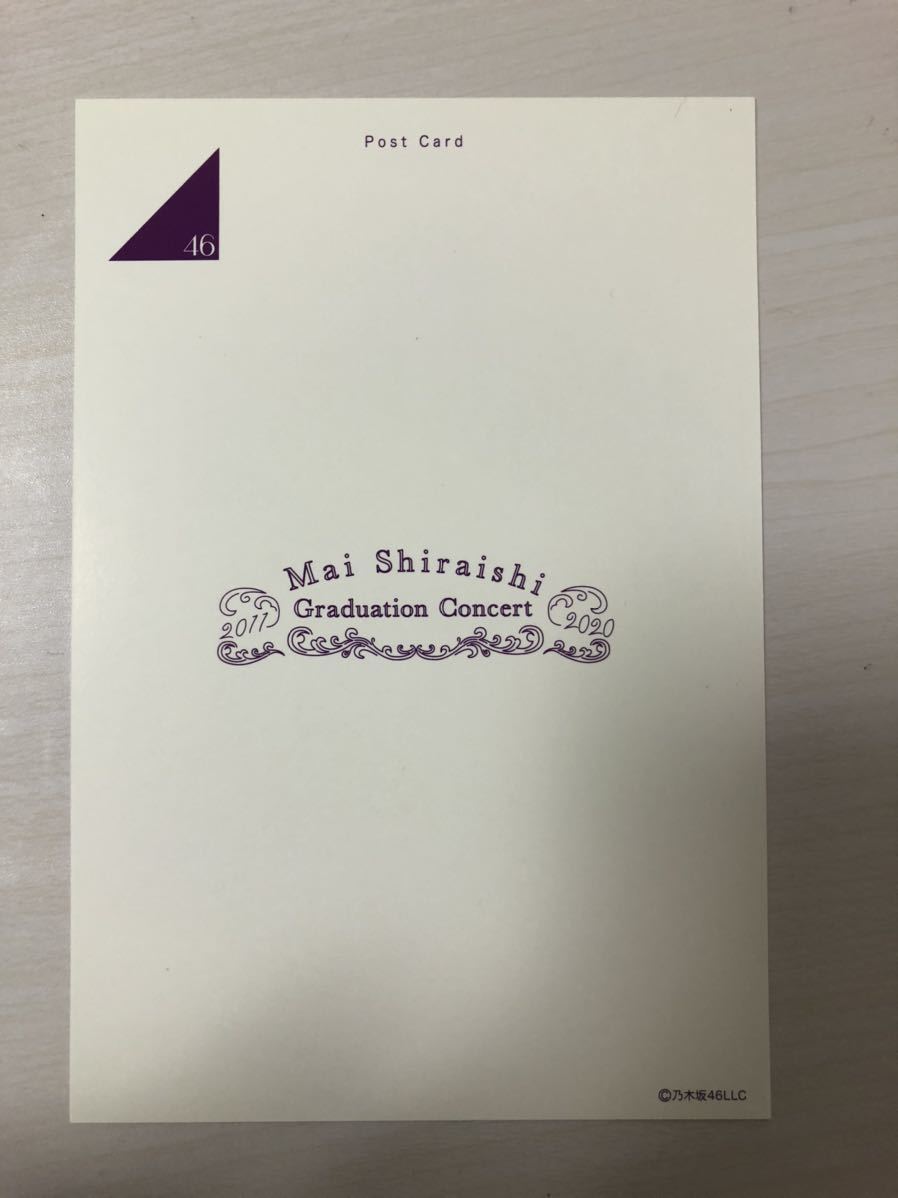 Post Card
46
Mai Shiraishi
Graduation Concert
2011
2020
©乃木坂46LLC